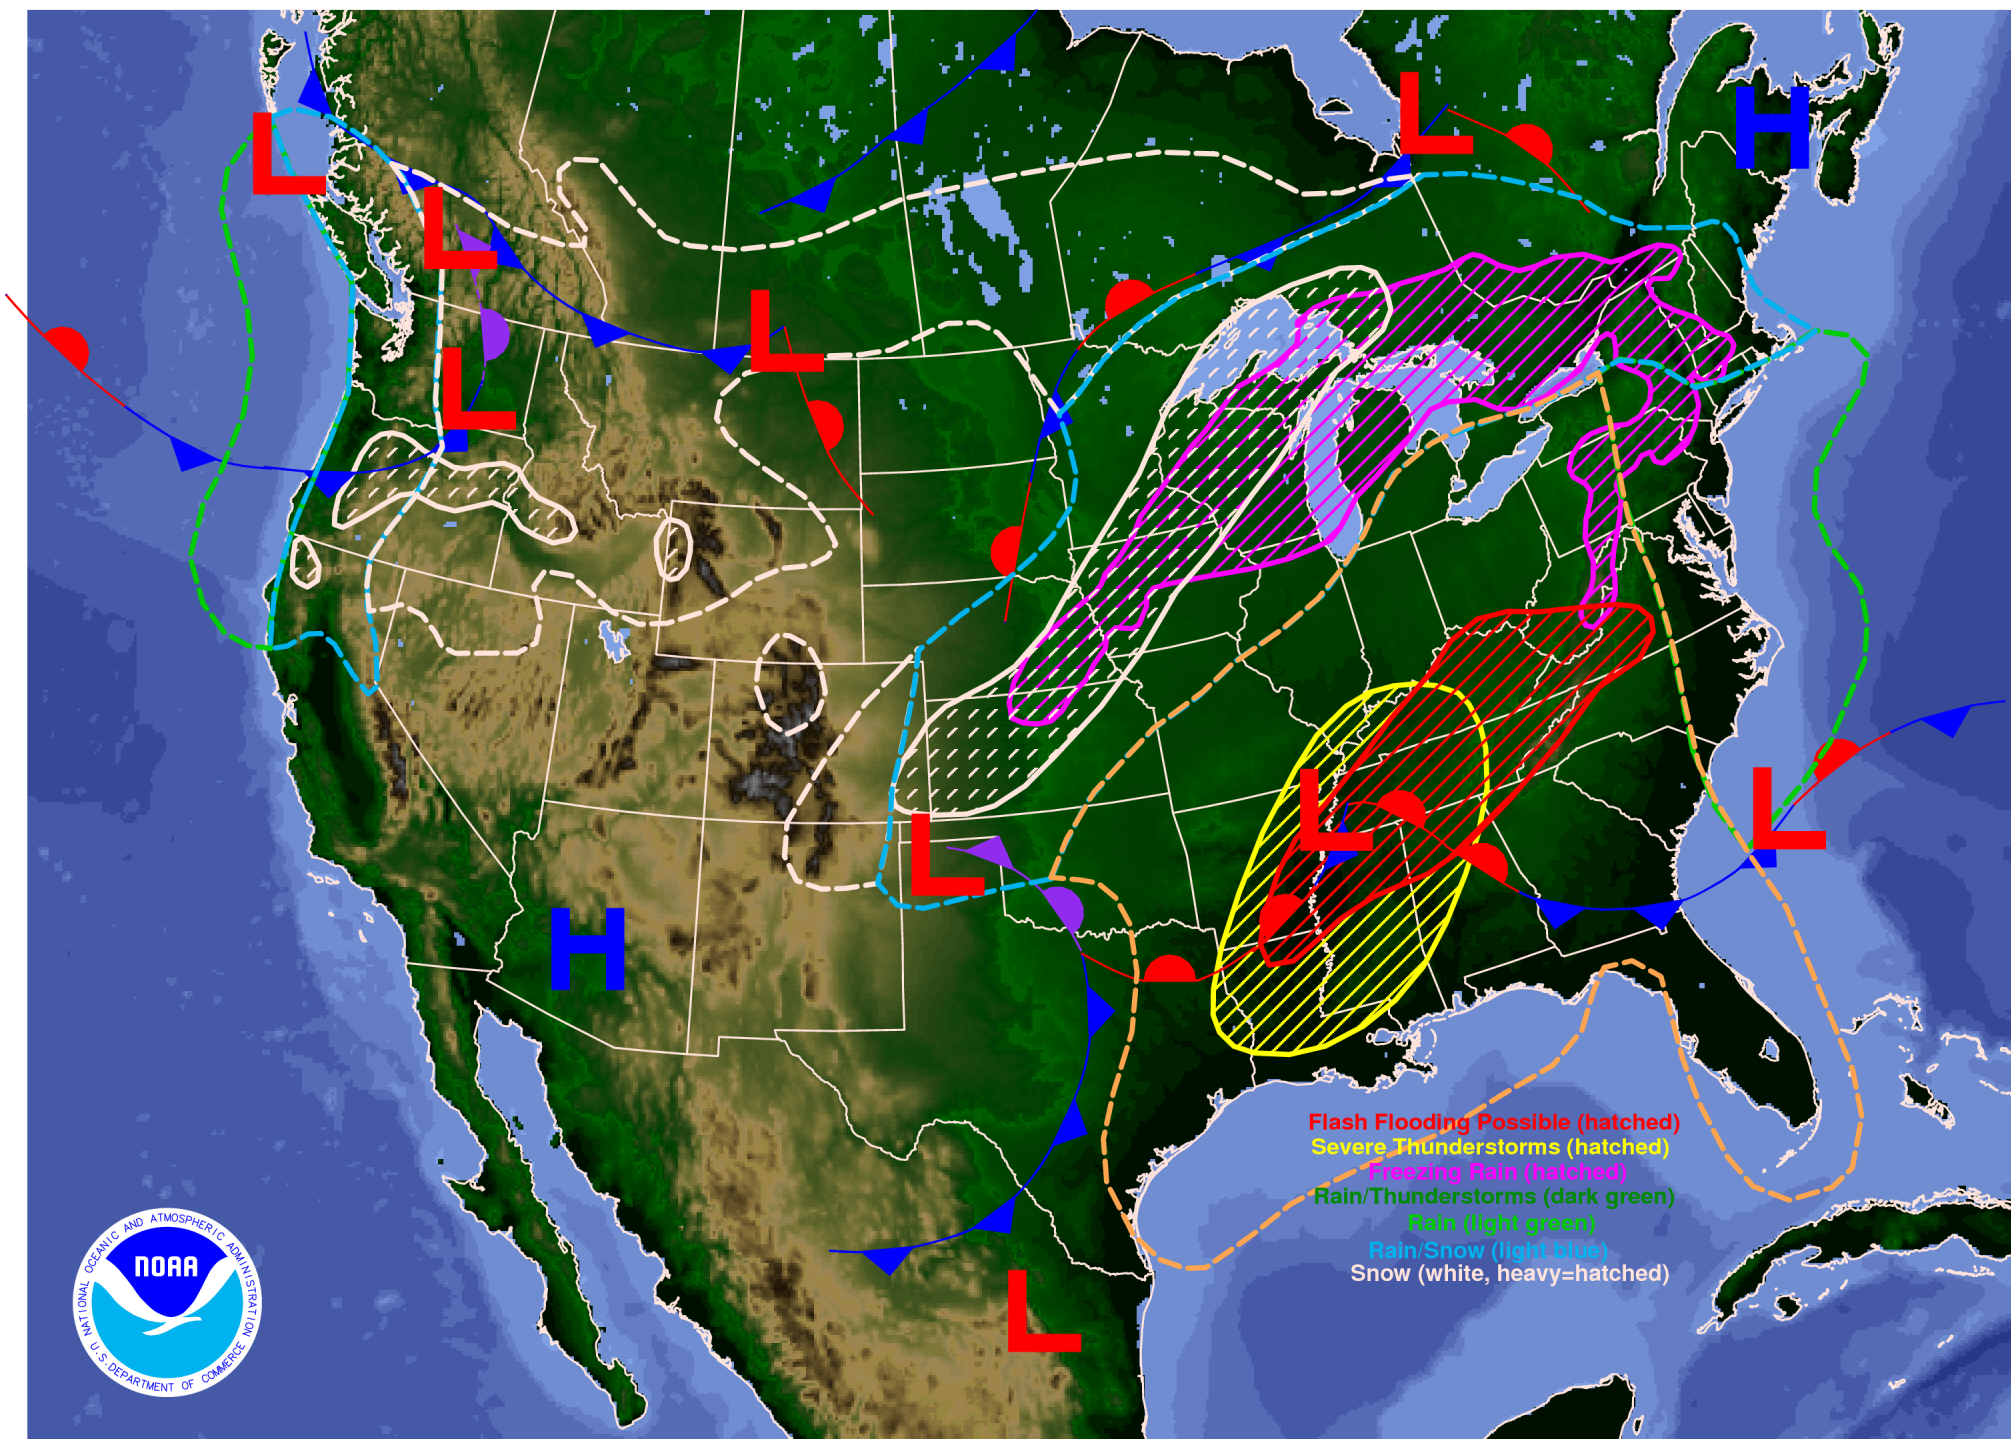 L
H
L
L
L
L
L
L
L
H
Flash Flooding Possible (hatched)
Severe Thunderstorms (hatched)
Freezing Rain (hatched)
Rain/Thunderstorms (dark green)
Rain (light green)
Rain/Snow (light blue)
Snow (white, heavy=hatched)
NATIONAL OCEANIC AND ATMOSPHERIC ADMINISTRATION
NOAA
U.S. DEPARTMENT OF COMMERCE
L